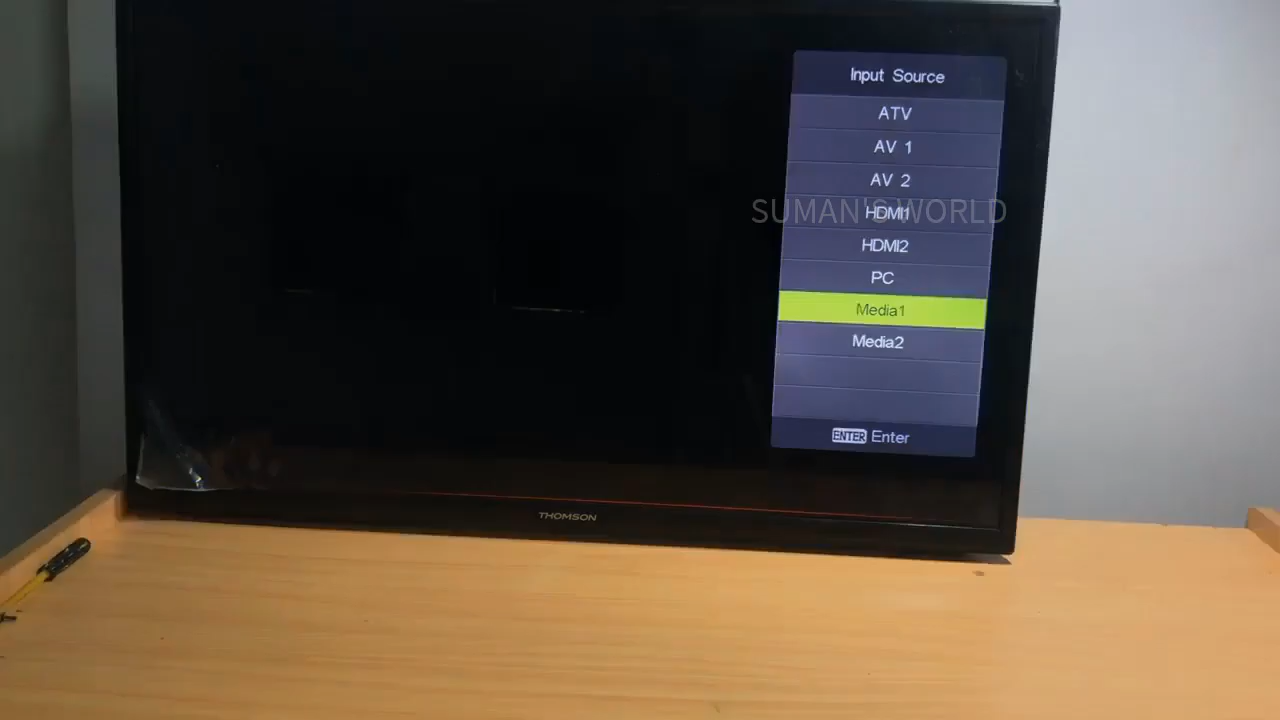 Input Source
ATV
AV 1
AV 2
SUMAN'S WORLD
HDMI1
HDMI2
PC
Media1
Media2
ENTER Enter
THOMSON